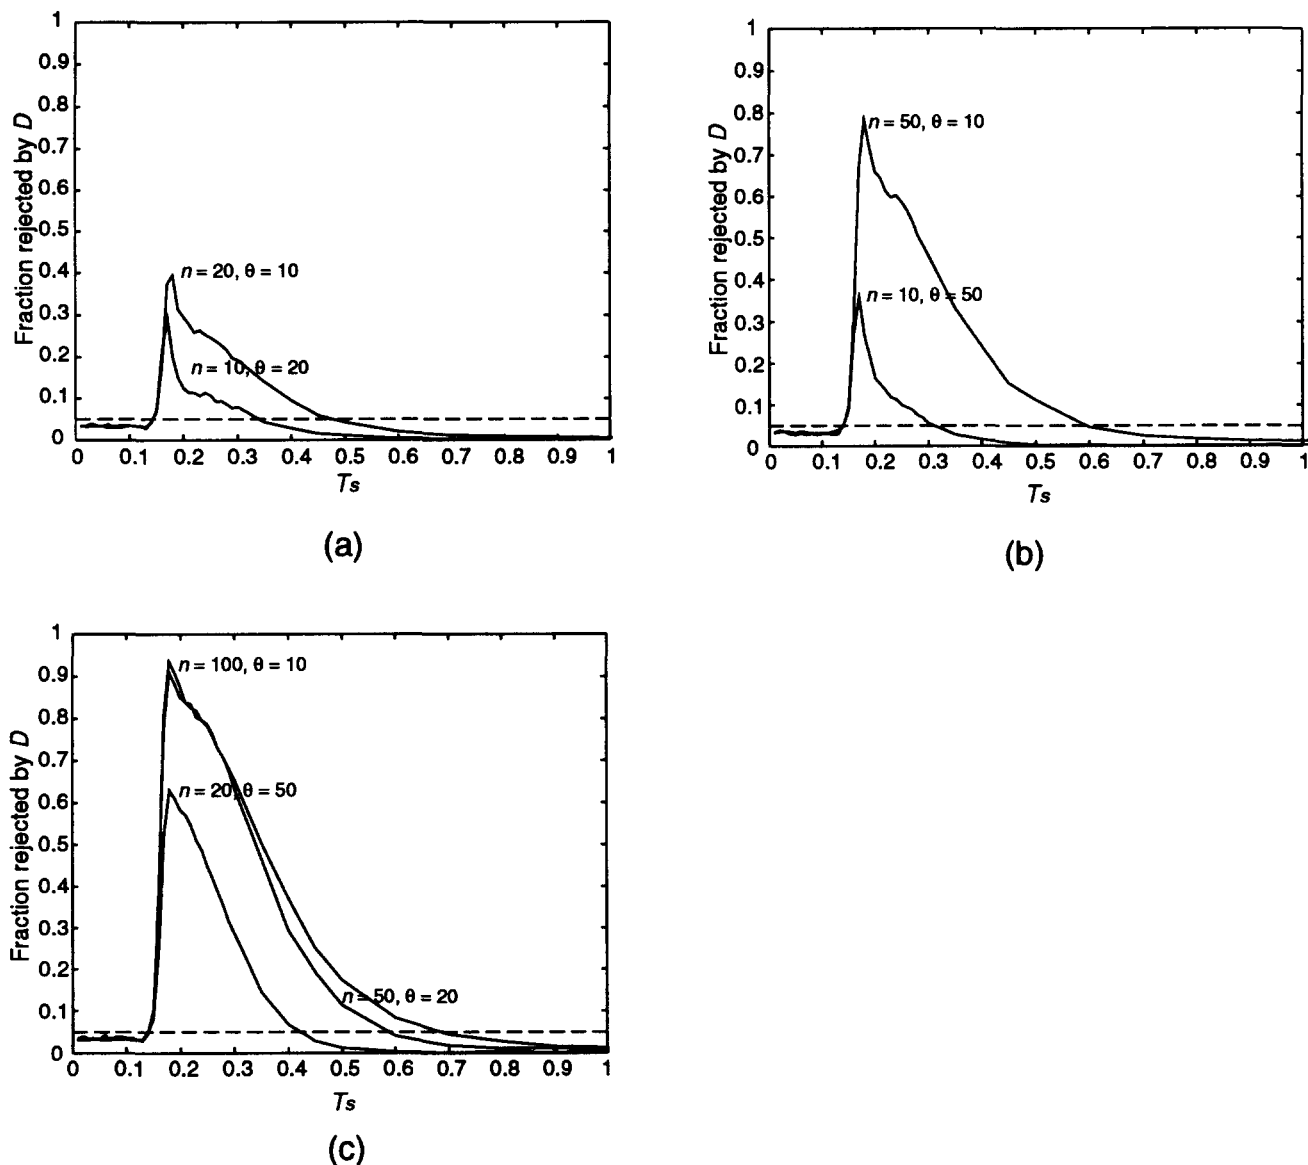 1
0.9
0.8
0.7
0.6
0.5
0.4
0.3
0.2
0.1
0
Fraction rejected by D
n = 20, θ = 10
n = 10, θ = 20
0 0.1 0.2 0.3 0.4 0.5 0.6 0.7 0.8 0.9 1
Ts
(a)
1
0.9
0.8
0.7
0.6
0.5
0.4
0.3
0.2
0.1
0
Fraction rejected by D
n = 50, θ = 10
n = 10, θ = 50
0 0.1 0.2 0.3 0.4 0.5 0.6 0.7 0.8 0.9 1
Ts
(b)
1
0.9
0.8
0.7
0.6
0.5
0.4
0.3
0.2
0.1
0
Fraction rejected by D
n = 100, θ = 10
n = 20, θ = 50
n = 50, θ = 20
0 0.1 0.2 0.3 0.4 0.5 0.6 0.7 0.8 0.9 1
Ts
(c)